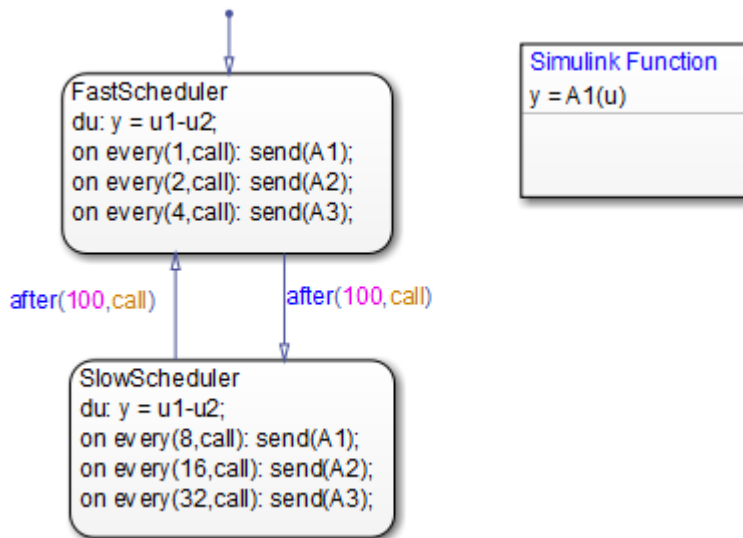 FastScheduler
du: y = u1-u2;
on every(1,call): send(A1);
on every(2,call): send(A2);
on every(4,call): send(A3);
Simulink Function
y = A1(u)
after(100,call)
after(100,call)
SlowScheduler
du: y = u1-u2;
on every(8,call): send(A1);
on every(16,call): send(A2);
on every(32,call): send(A3);